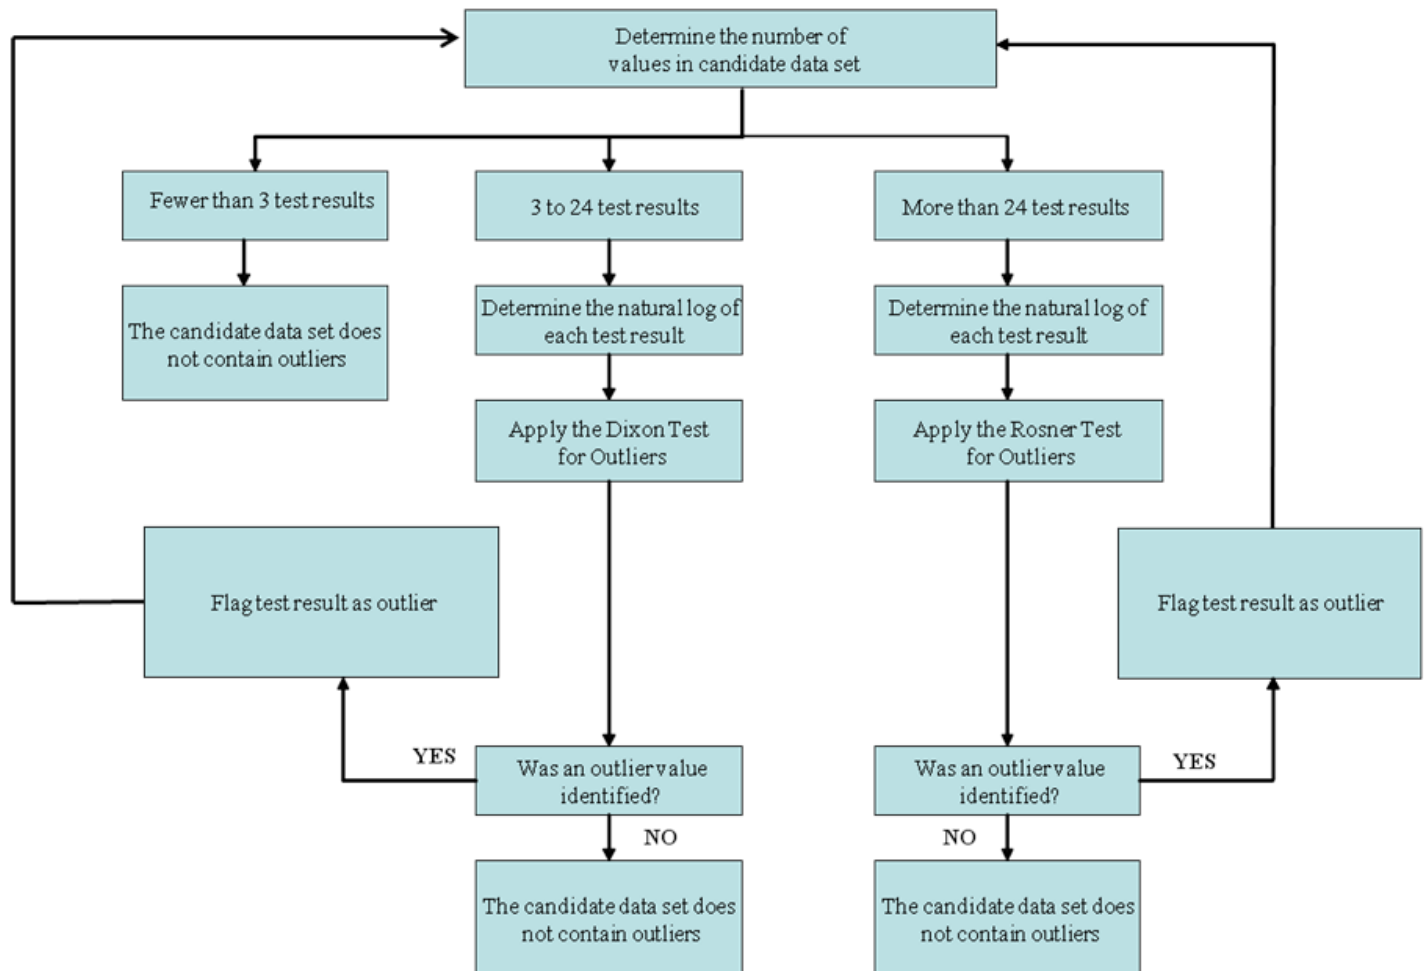 Determine the number of
values in candidate data set
Fewer than 3 test results
3 to 24 test results
More than 24 test results
The candidate data set does
not contain outliers
Determine the natural log of
each test result
Determine the natural log of
each test result
Apply the Dixon Test
for Outliers
Apply the Rosner Test
for Outliers
Flag test result as outlier
Flag test result as outlier
YES
Was an outlier value
identified?
Was an outlier value
identified?
YES
NO
NO
The candidate data set does
not contain outliers
The candidate data set does
not contain outliers